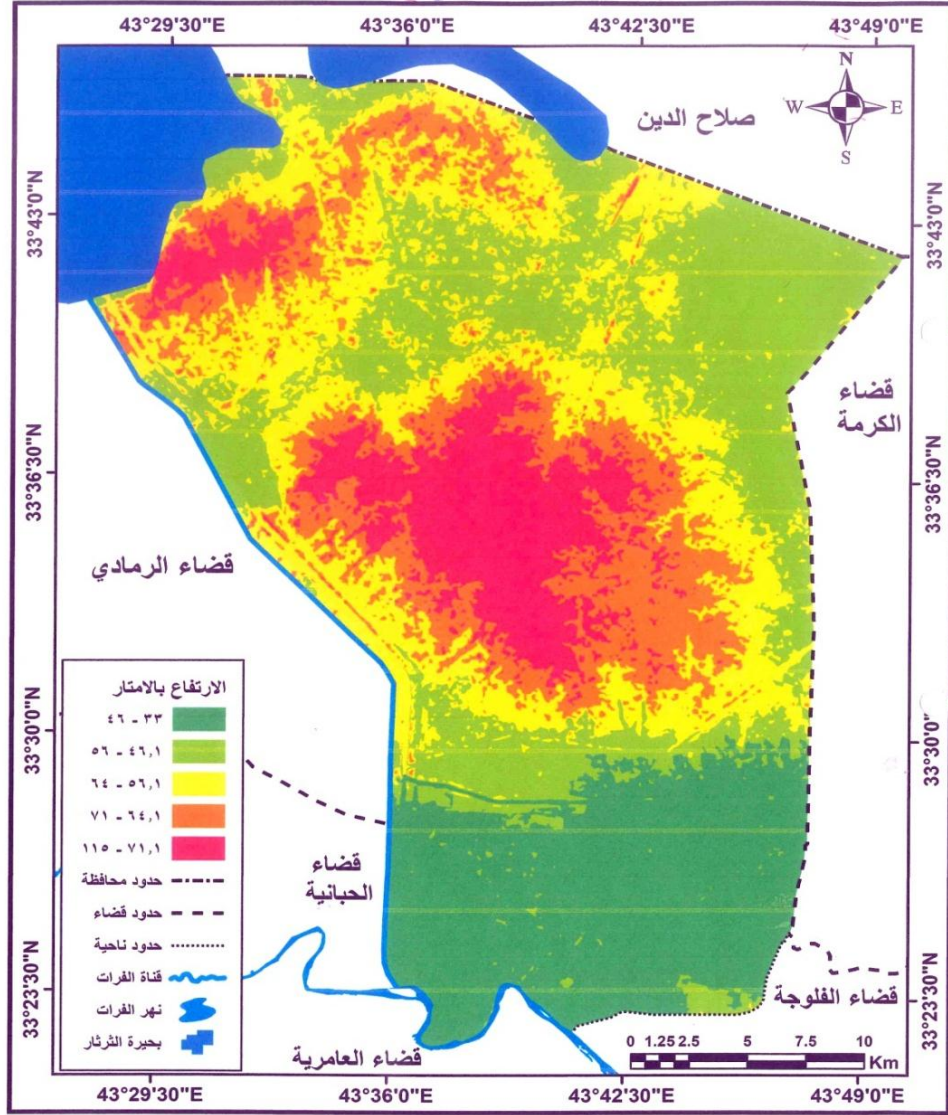 43°29'30"E 43°36'0"E 43°42'30"E 43°49'0"E
N
W E
S
صلاح الدين
33°43'0"N 33°43'0"N
قضاء
الكرمة
33°36'30"N 33°36'30"N
قضاء الرمادي
الارتفاع بالامتار
٣٣ - ٤٦
٤٦,١ - ٥٦
٥٦,١ - ٦٤
٦٤,١ - ٧١
٧١,١ - ١١٥
حدود محافظة
حدود قضاء
حدود ناحية
قناة الفرات
نهر الفرات
بحيرة الثرثار
33°30'0"N 33°30'0"
قضاء
الحبانية
33°23'30"N 33°23'30"N
قضاء الفلوجة
قضاء العامرية
0 1.25 2.5 5 7.5 10
Km
43°29'30"E 43°36'0"E 43°42'30"E 43°49'0"E